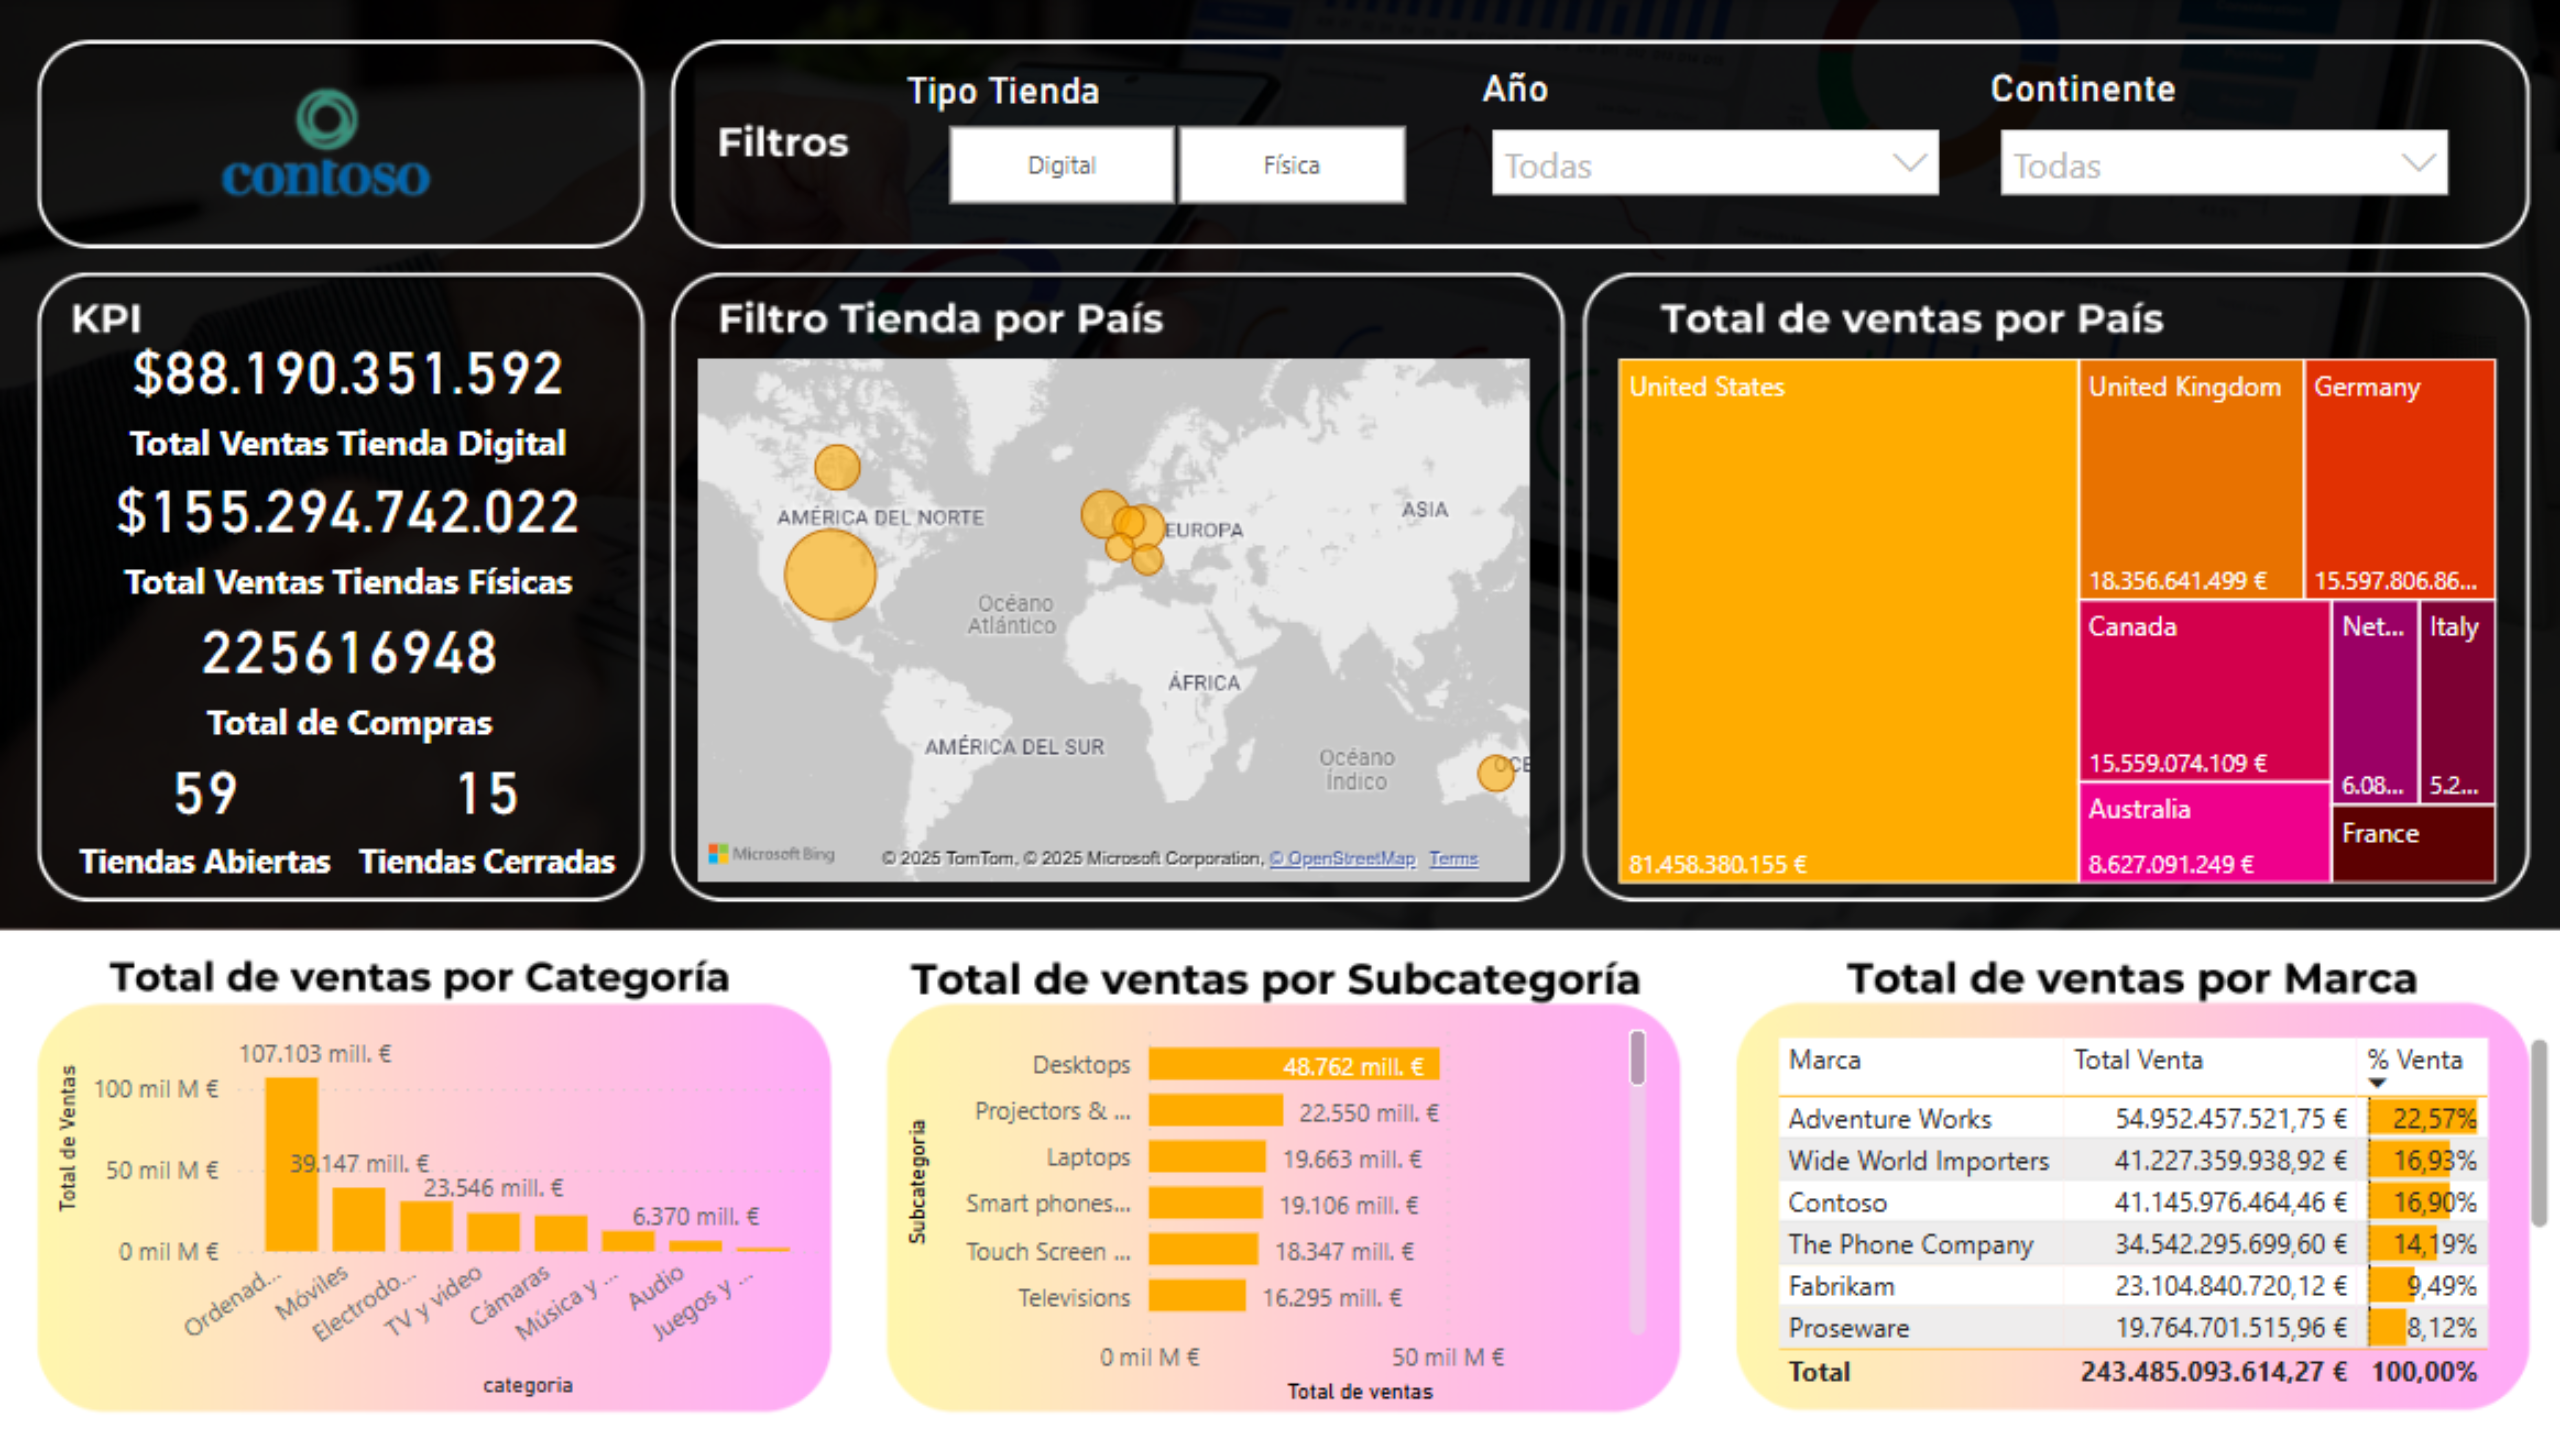 contoso
Filtros
Tipo Tienda
Digital
Física
Año
Todas
Continente
Todas
KPI
$88.190.351.592
Total Ventas Tienda Digital
$155.294.742.022
Total Ventas Tiendas Físicas
225616948
Total de Compras
59
Tiendas Abiertas
15
Tiendas Cerradas
Filtro Tienda por País
AMÉRICA DEL NORTE
EUROPA
ASIA
Océano
Atlántico
ÁFRICA
AMÉRICA DEL SUR
Océano
Índico
OCE
Microsoft Bing
© 2025 TomTom, © 2025 Microsoft Corporation, © OpenStreetMap Terms
Total de ventas por País
United States
81.458.380.155 €
United Kingdom
18.356.641.499 €
Germany
15.597.806.86...
Canada
15.559.074.109 €
Australia
8.627.091.249 €
Net...
6.08...
Italy
5.2...
France
Total de ventas por Categoría
Total de Ventas
100 mil M €
50 mil M €
0 mil M €
107.103 mill. €
39.147 mill. €
23.546 mill. €
6.370 mill. €
Ordenad...
Móviles
Electrodo...
TV y vídeo
Cámaras
Música y ...
Audio
Juegos y ...
categoria
Total de ventas por Subcategoría
Subcategoria
Desktops 48.762 mill. €
Projectors & ... 22.550 mill. €
Laptops 19.663 mill. €
Smart phones... 19.106 mill. €
Touch Screen ... 18.347 mill. €
Televisions 16.295 mill. €
0 mil M € 50 mil M €
Total de ventas
Total de ventas por Marca
Marca Total Venta % Venta
Adventure Works 54.952.457.521,75 € 22,57%
Wide World Importers 41.227.359.938,92 € 16,93%
Contoso 41.145.976.464,46 € 16,90%
The Phone Company 34.542.295.699,60 € 14,19%
Fabrikam 23.104.840.720,12 € 9,49%
Proseware 19.764.701.515,96 € 8,12%
Total 243.485.093.614,27 € 100,00%